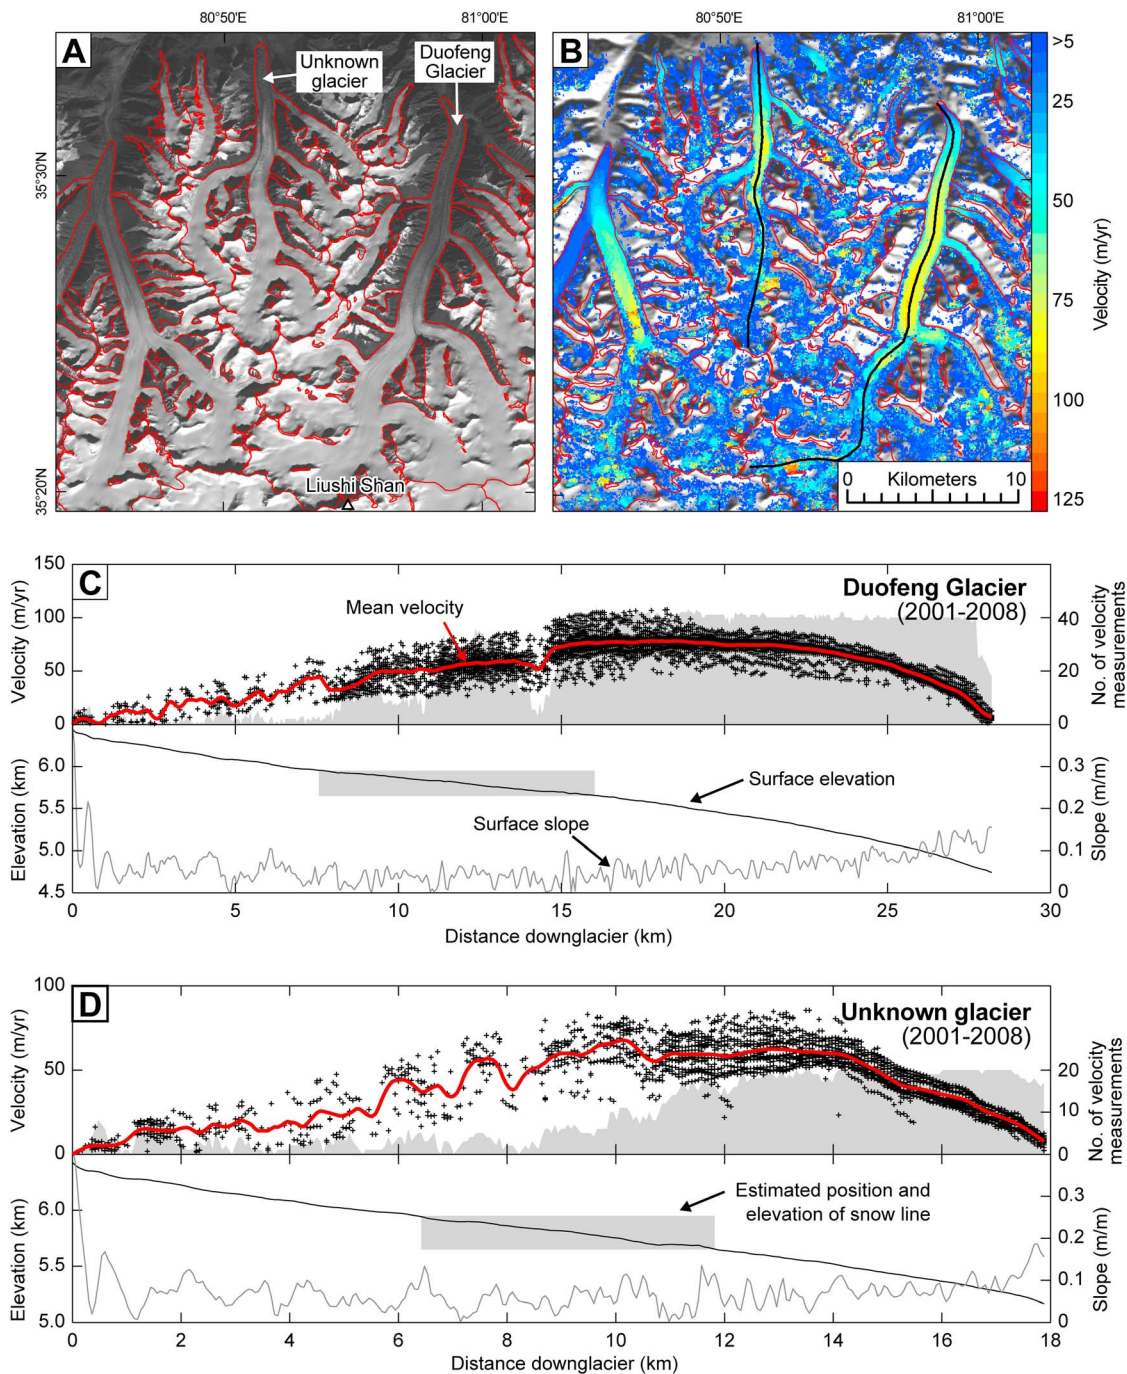 80°50'E
81°00'E
80°50'E
81°00'E
A
Unknown
glacier
Duofeng
Glacier
35°30'N
35°20'N
Liushi Shan
B
>5
25
50
75
100
125
Velocity (m/yr)
0
Kilometers
10
C
Duofeng Glacier
(2001-2008)
Mean velocity
150
100
50
0
Velocity (m/yr)
40
20
0
No. of velocity
measurements
6.0
5.5
5.0
4.5
Elevation (km)
Surface elevation
Surface slope
0.3
0.2
0.1
0
Slope (m/m)
0
5
10
15
20
25
30
Distance downglacier (km)
D
Unknown glacier
(2001-2008)
100
50
0
Velocity (m/yr)
20
10
0
No. of velocity
measurements
Estimated position and
elevation of snow line
6.0
5.5
5.0
Elevation (km)
0.3
0.2
0.1
0
Slope (m/m)
0
2
4
6
8
10
12
14
16
18
Distance downglacier (km)